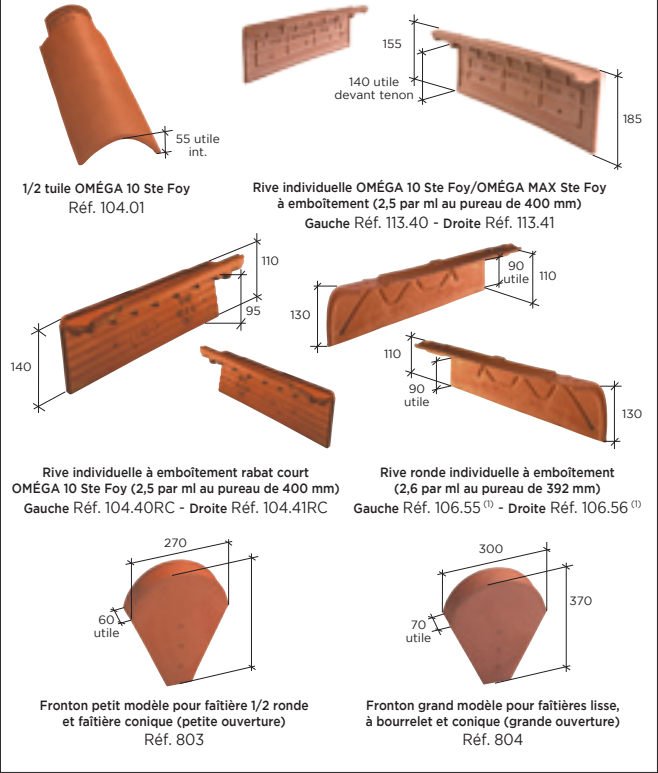 155
140 utile
devant tenon
185
55 utile
int.
1/2 tuile OMÉGA 10 Ste Foy
Réf. 104.01
Rive individuelle OMÉGA 10 Ste Foy/OMÉGA MAX Ste Foy
à emboîtement (2,5 par ml au pureau de 400 mm)
Gauche Réf. 113.40 - Droite Réf. 113.41
110
95
140
90
utile
110
130
110
90
utile
130
Rive individuelle à emboîtement rabat court
OMÉGA 10 Ste Foy (2,5 par ml au pureau de 400 mm)
Gauche Réf. 104.40RC - Droite Réf. 104.41RC
Rive ronde individuelle à emboîtement
(2,6 par ml au pureau de 392 mm)
Gauche Réf. 106.55 (1) - Droite Réf. 106.56 (1)
270
60
utile
300
370
70
utile
Fronton petit modèle pour faîtière 1/2 ronde
et faîtière conique (petite ouverture)
Réf. 803
Fronton grand modèle pour faîtières lisse,
à bourrelet et conique (grande ouverture)
Réf. 804